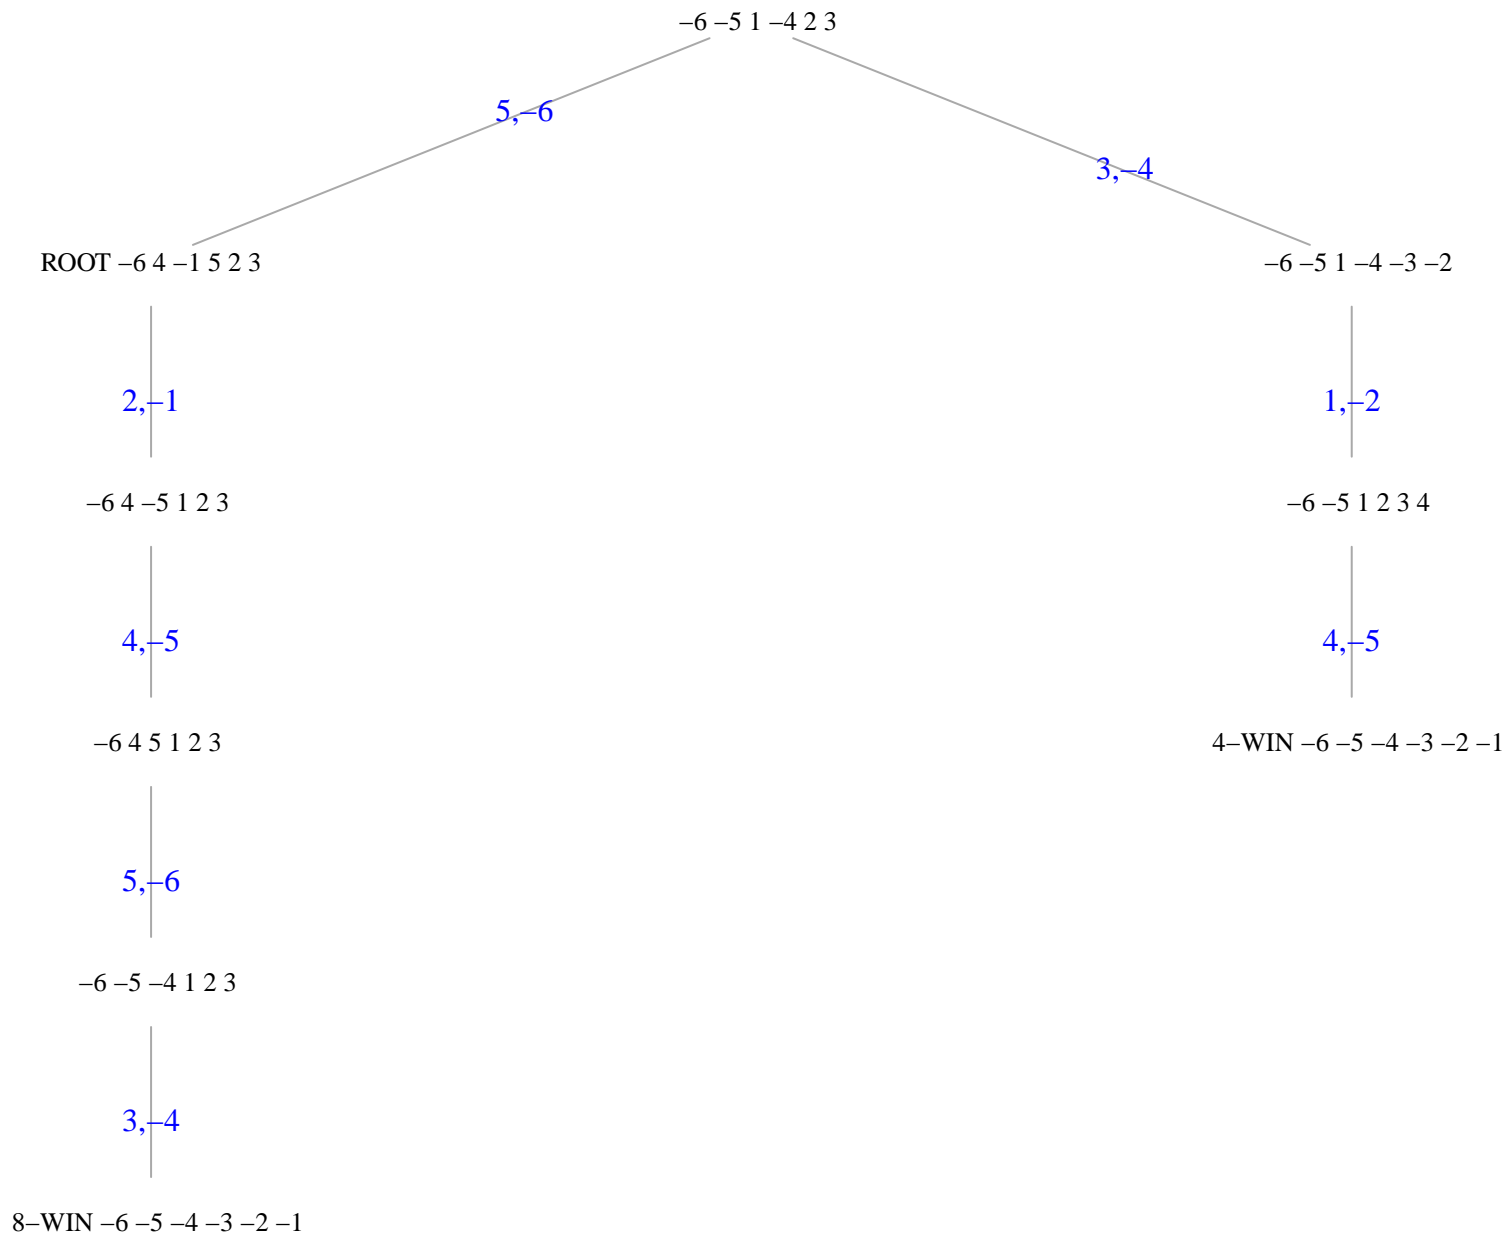 –6 –5 1 –4 2 3
5,–6
3,–4
ROOT –6 4 –1 5 2 3
–6 –5 1 –4 –3 –2
2,–1
1,–2
–6 4 –5 1 2 3
–6 –5 1 2 3 4
4,–5
4,–5
–6 4 5 1 2 3
4–WIN –6 –5 –4 –3 –2 –1
5,–6
–6 –5 –4 1 2 3
3,–4
8–WIN –6 –5 –4 –3 –2 –1